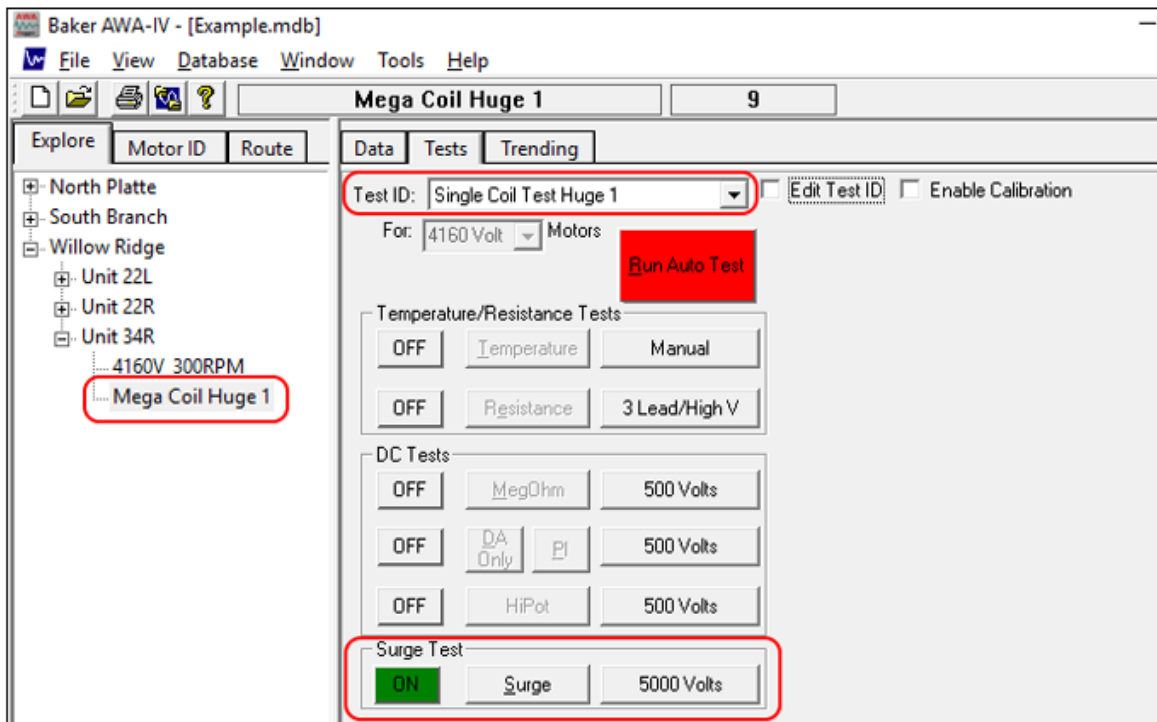 Baker AWA-IV - [Example.mdb]
File View Database Window Tools Help
Mega Coil Huge 1 9
Explore Motor ID Route
North Platte
South Branch
Willow Ridge
Unit 22L
Unit 22R
Unit 34R
4160V 300RPM
Mega Coil Huge 1
Data Tests Trending
Test ID: Single Coil Test Huge 1 Edit Test ID Enable Calibration
For: 4160 Volt Motors
Run Auto Test
Temperature/Resistance Tests
OFF Temperature Manual
OFF Resistance 3 Lead/High V
DC Tests
OFF MegOhm 500 Volts
OFF DA Only PI 500 Volts
OFF HiPot 500 Volts
Surge Test
ON Surge 5000 Volts